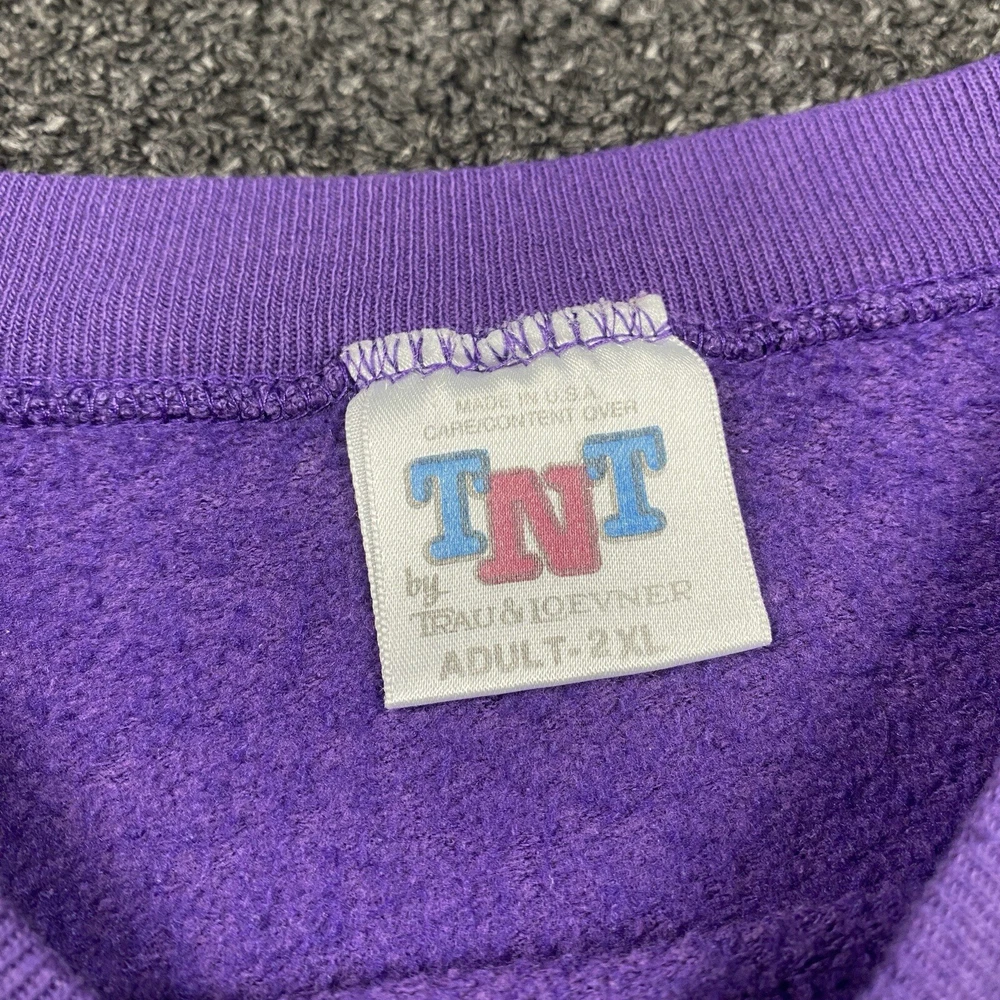 MADE IN U.S.A.
CARE/CONTENT OVER
TNT
by
TRAU & LOEVNER
ADULT-2XL